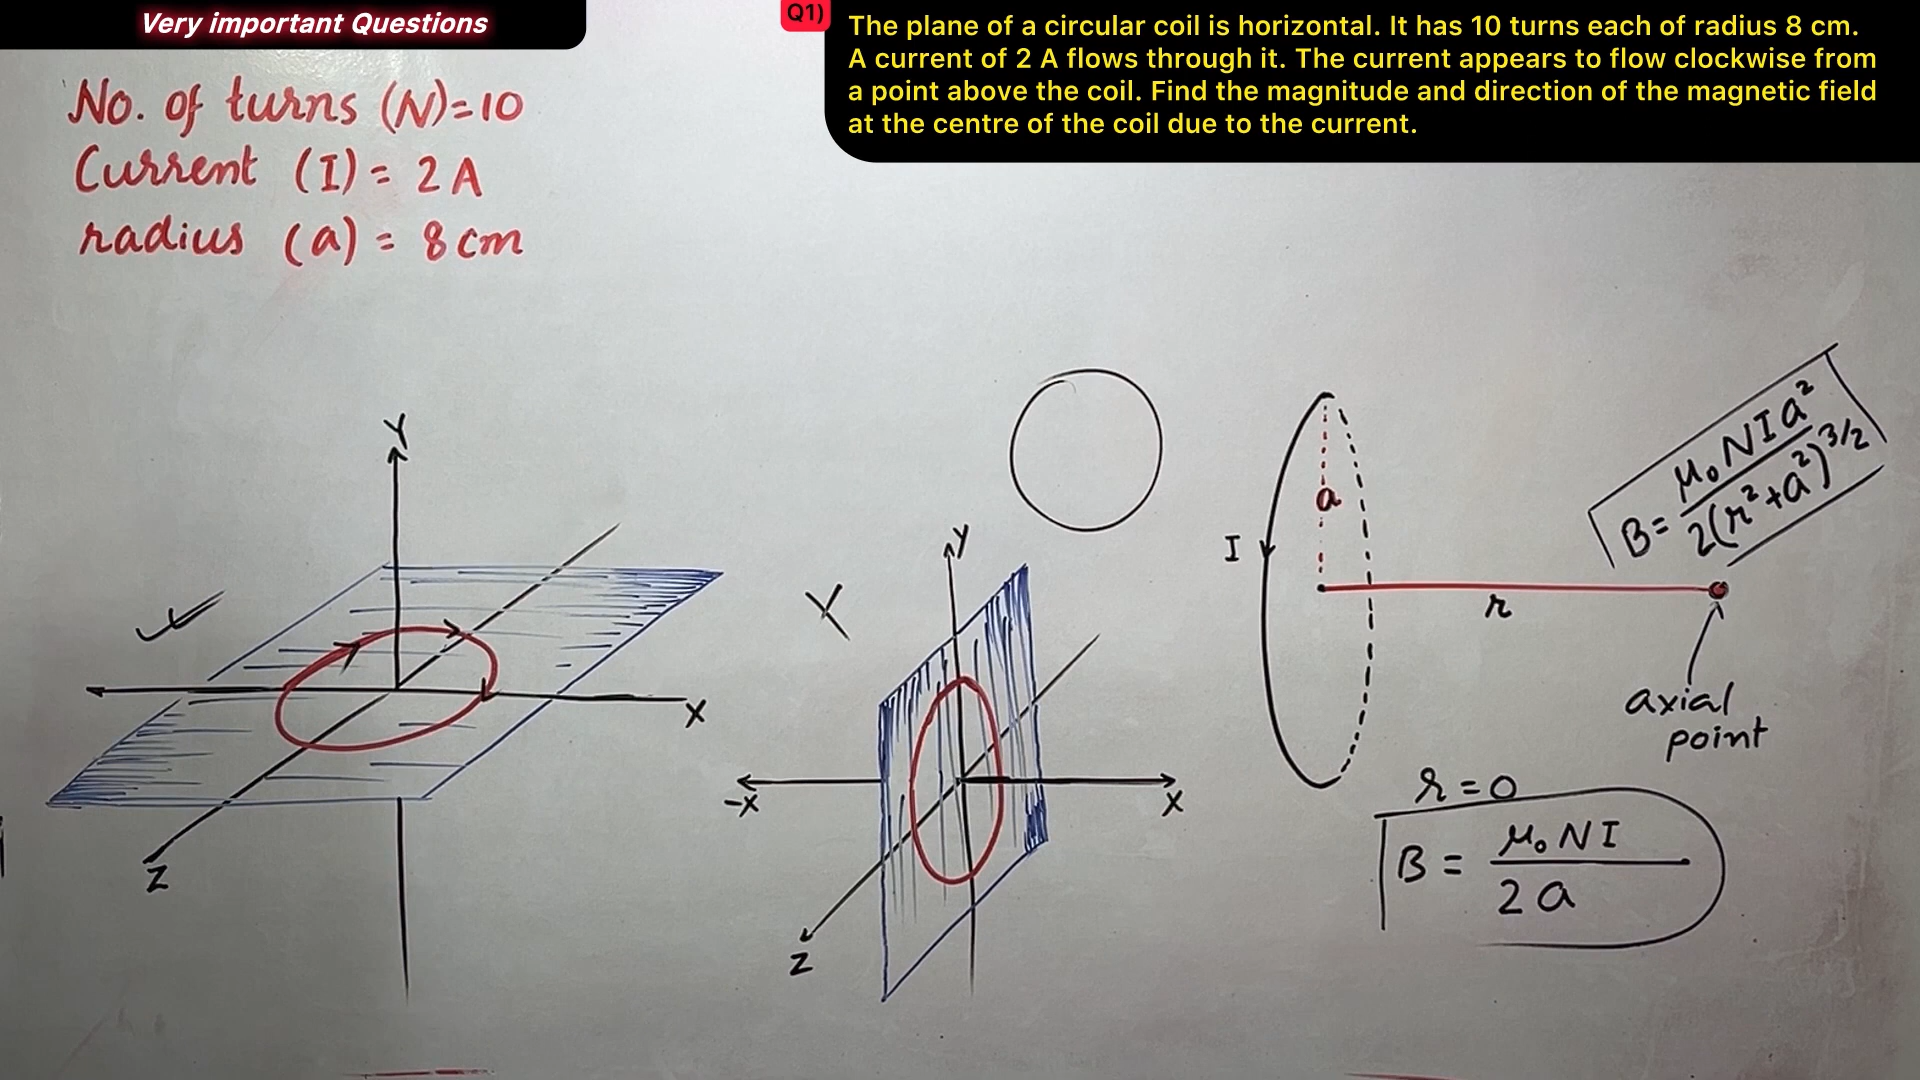 Very important Questions
Q1)
The plane of a circular coil is horizontal. It has 10 turns each of radius 8 cm.
A current of 2 A flows through it. The current appears to flow clockwise from
a point above the coil. Find the magnitude and direction of the magnetic field
at the centre of the coil due to the current.
No. of turns (N)=10
Current (I) = 2 A
radius (a) = 8 cm
Y
X
Z
Y
-X
X
Z
I
a
r
B = μ₀NIa² / 2(r²+a²)^3/2
axial
point
r=0
B = μ₀NI / 2a